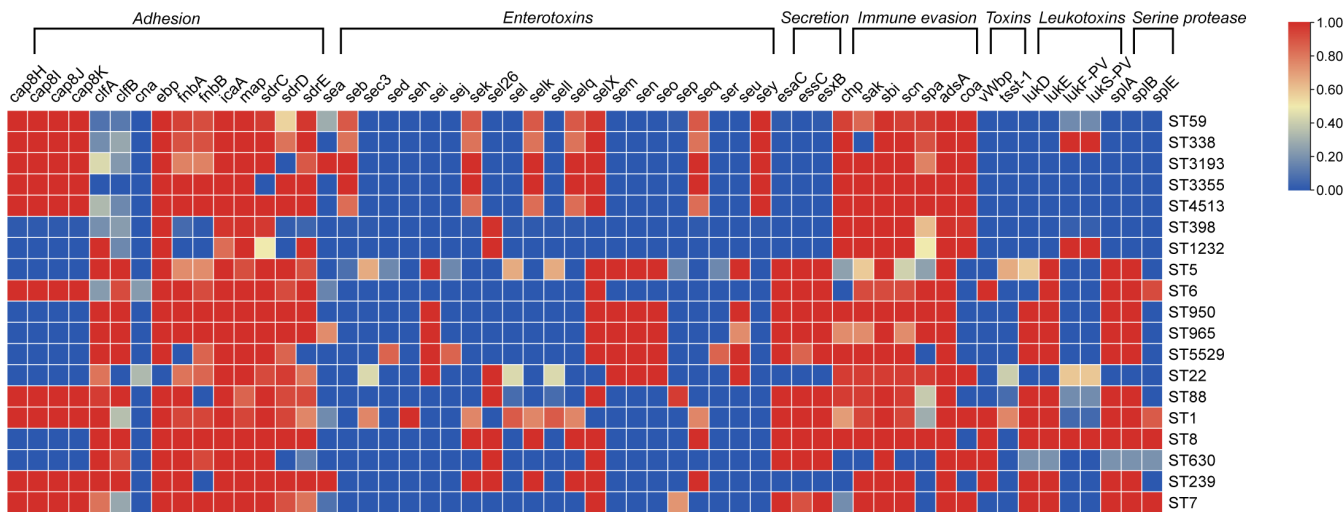 Adhesion
Enterotoxins
Secretion
Immune evasion
Toxins
Leukotoxins
Serine protease
cap8H
cap8I
cap8J
cap8K
clfA
clfB
cna
ebp
fnbA
fnbB
icaA
map
sdrC
sdrD
sdrE
sea
seb
sec3
sed
seh
sei
sej
sek
sel26
sel
selk
sell
selq
selX
sem
sen
seo
sep
seq
ser
seu
sey
esaC
essC
esxB
chp
sak
sbi
scn
spa
adsA
coa
vWbp
tsst-1
lukD
lukE
lukF-PV
lukS-PV
splA
splB
splE
ST59
ST338
ST3193
ST3355
ST4513
ST398
ST1232
ST5
ST6
ST950
ST965
ST5529
ST22
ST88
ST1
ST8
ST630
ST239
ST7
1.00
0.80
0.60
0.40
0.20
0.00